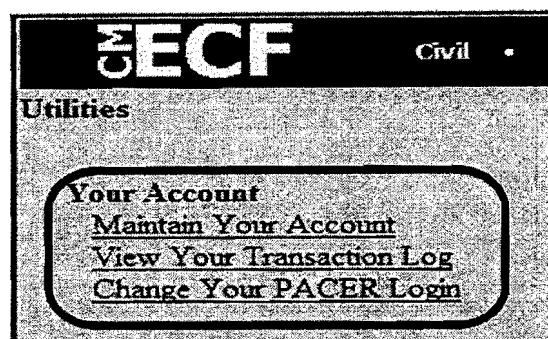 CM ECF Civil •
Utilities
Your Account
Maintain Your Account
View Your Transaction Log
Change Your PACER Login